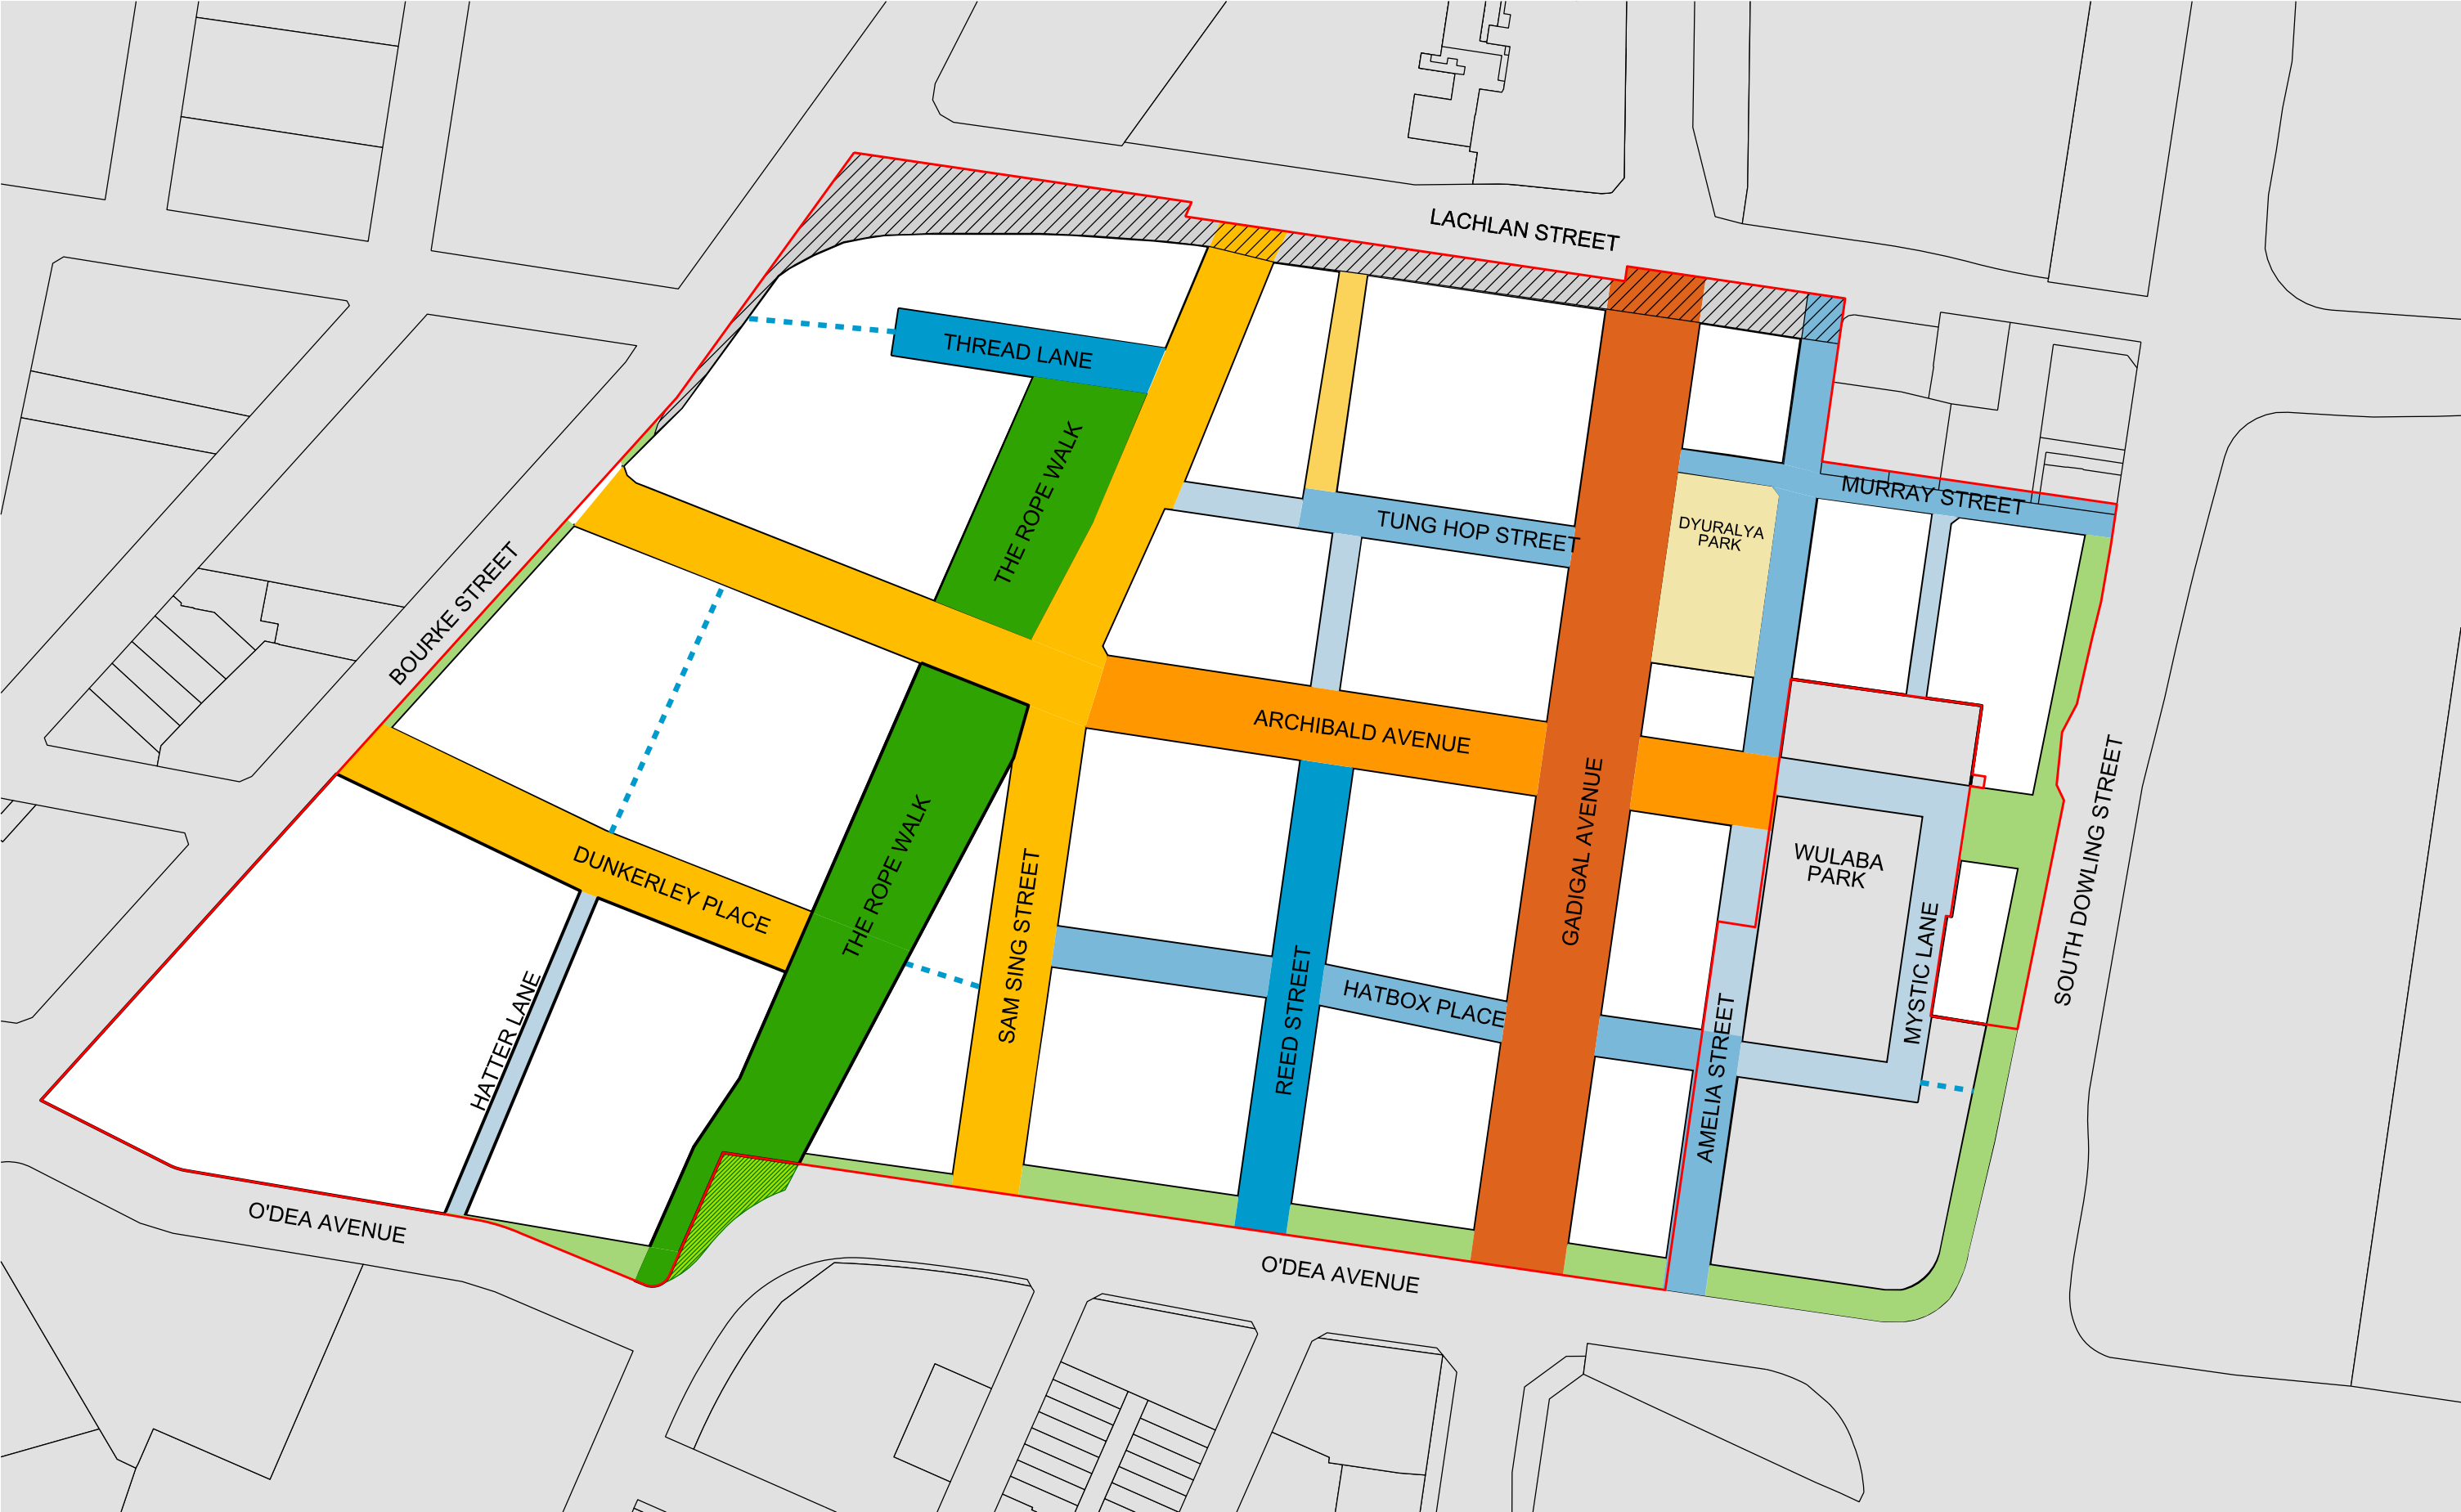 LACHLAN STREET
THREAD LANE
THE ROPE WALK
MURRAY STREET
TUNG HOP STREET
DYURALYA
PARK
BOURKE STREET
ARCHIBALD AVENUE
GADIGAL AVENUE
SOUTH DOWLING STREET
WULABA
PARK
DUNKERLEY PLACE
THE ROPE WALK
SAM SING STREET
MYSTIC LANE
HATBOX PLACE
REED STREET
HATTER LANE
AMELIA STREET
O'DEA AVENUE
O'DEA AVENUE